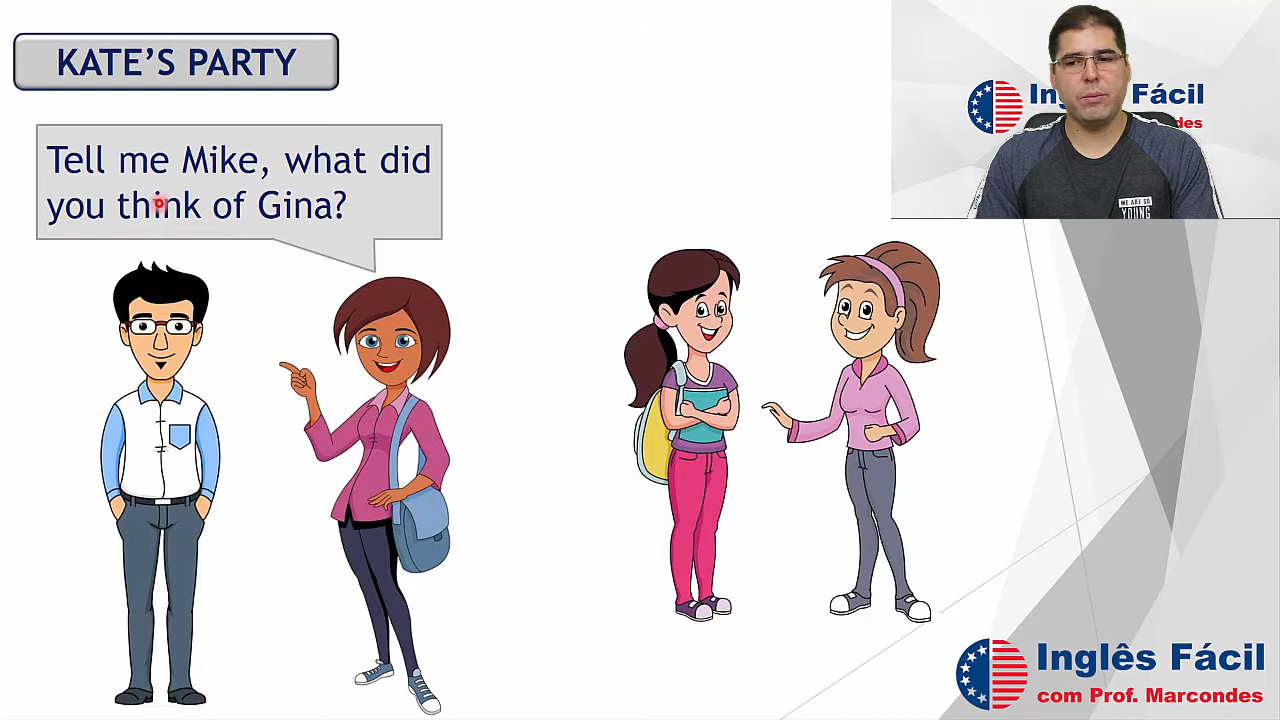 KATE'S PARTY
Tell me Mike, what did
you think of Gina?
Fácil
WE ARE SO
YOUNG
Inglês Fácil
com Prof. Marcondes